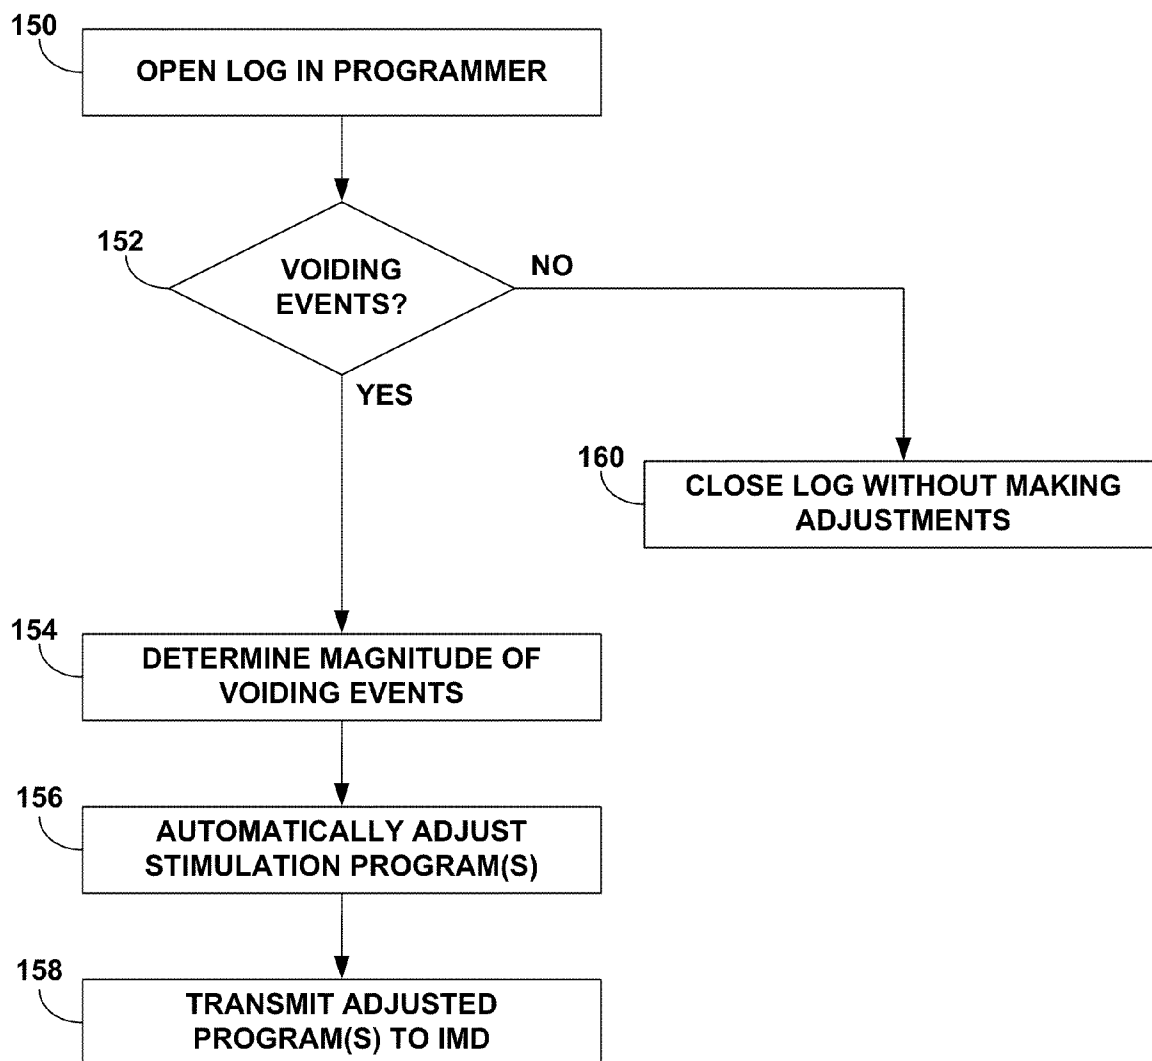 150
OPEN LOG IN PROGRAMMER
152
VOIDING
EVENTS?
NO
YES
160
CLOSE LOG WITHOUT MAKING
ADJUSTMENTS
154
DETERMINE MAGNITUDE OF
VOIDING EVENTS
156
AUTOMATICALLY ADJUST
STIMULATION PROGRAM(S)
158
TRANSMIT ADJUSTED
PROGRAM(S) TO IMD